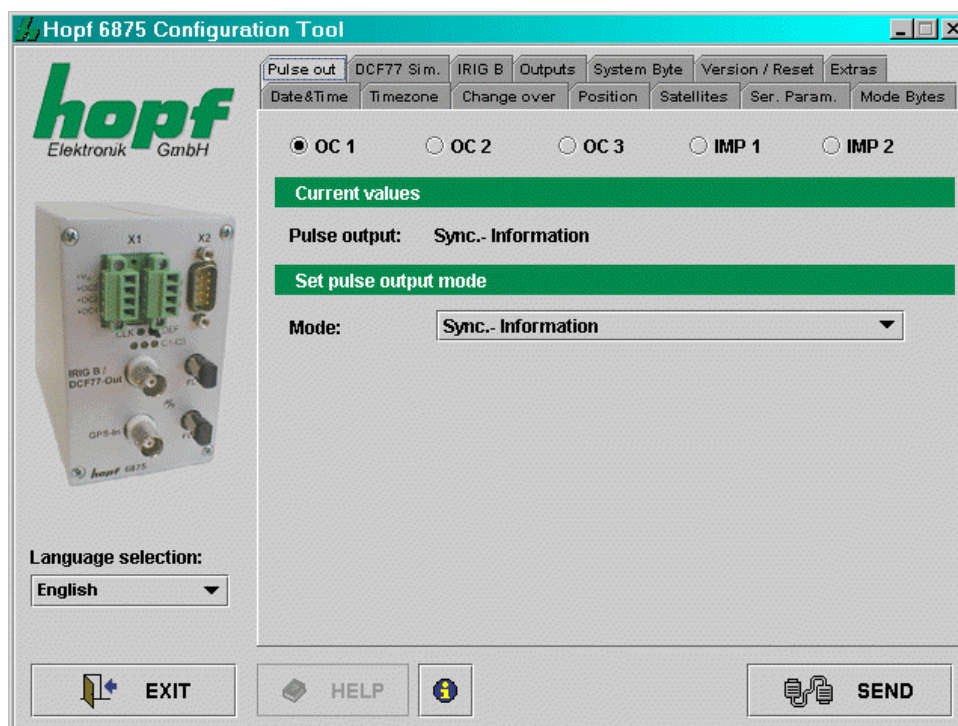 Hopf 6875 Configuration Tool
hopf
Elektronik GmbH
Pulse out DCF77 Sim. IRIG B Outputs System Byte Version / Reset Extras
Date&Time Timezone Change over Position Satellites Ser. Param. Mode Bytes
OC 1 OC 2 OC 3 IMP 1 IMP 2
Current values
Pulse output: Sync.- Information
Set pulse output mode
Mode: Sync.- Information
X1 X2
CLK DEF
C1-C3
IRIG B /
DCF77-Out
GPS-In
hopf 6875
Language selection:
English
EXIT HELP SEND